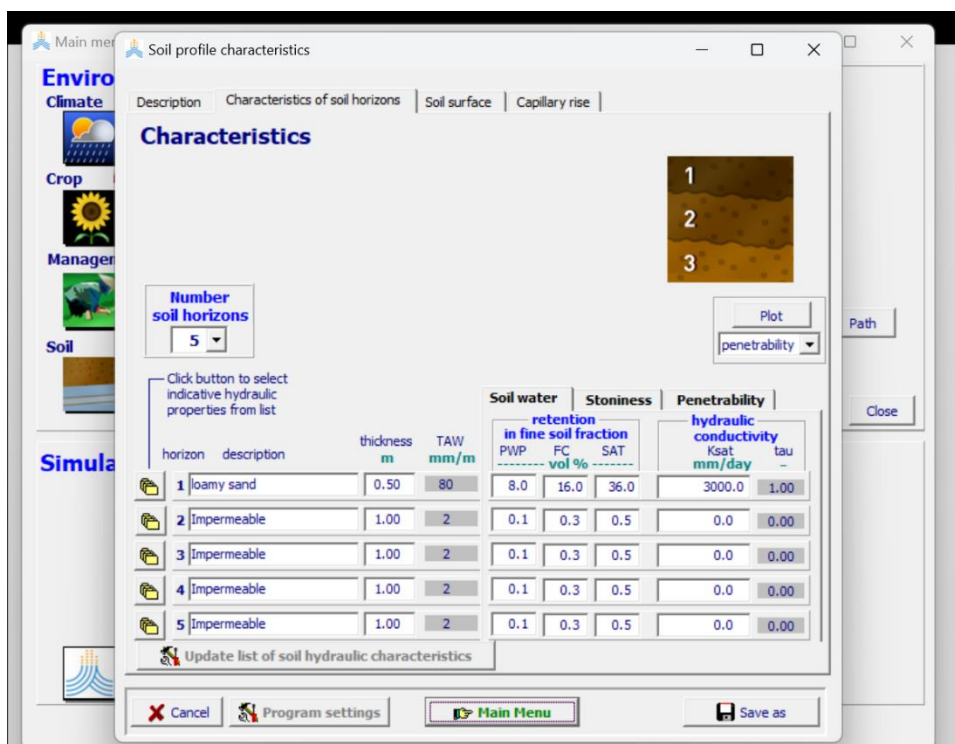 Main mer
Soil profile characteristics
Enviro
Climate
Crop
Manager
Soil
Simula
Path
Close
Description
Characteristics of soil horizons
Soil surface
Capillary rise
Characteristics
1
2
3
Number
soil horizons
5
Plot
penetrability
Click button to select
indicative hydraulic
properties from list
Soil water
Stoniness
Penetrability
retention
in fine soil fraction
hydraulic
conductivity
horizon description thickness TAW PWP FC SAT Ksat tau
m mm/m -------- vol % ------- mm/day –
1 loamy sand 0.50 80 8.0 16.0 36.0 3000.0 1.00
2 Impermeable 1.00 2 0.1 0.3 0.5 0.0 0.00
3 Impermeable 1.00 2 0.1 0.3 0.5 0.0 0.00
4 Impermeable 1.00 2 0.1 0.3 0.5 0.0 0.00
5 Impermeable 1.00 2 0.1 0.3 0.5 0.0 0.00
Update list of soil hydraulic characteristics
Cancel
Program settings
Main Menu
Save as